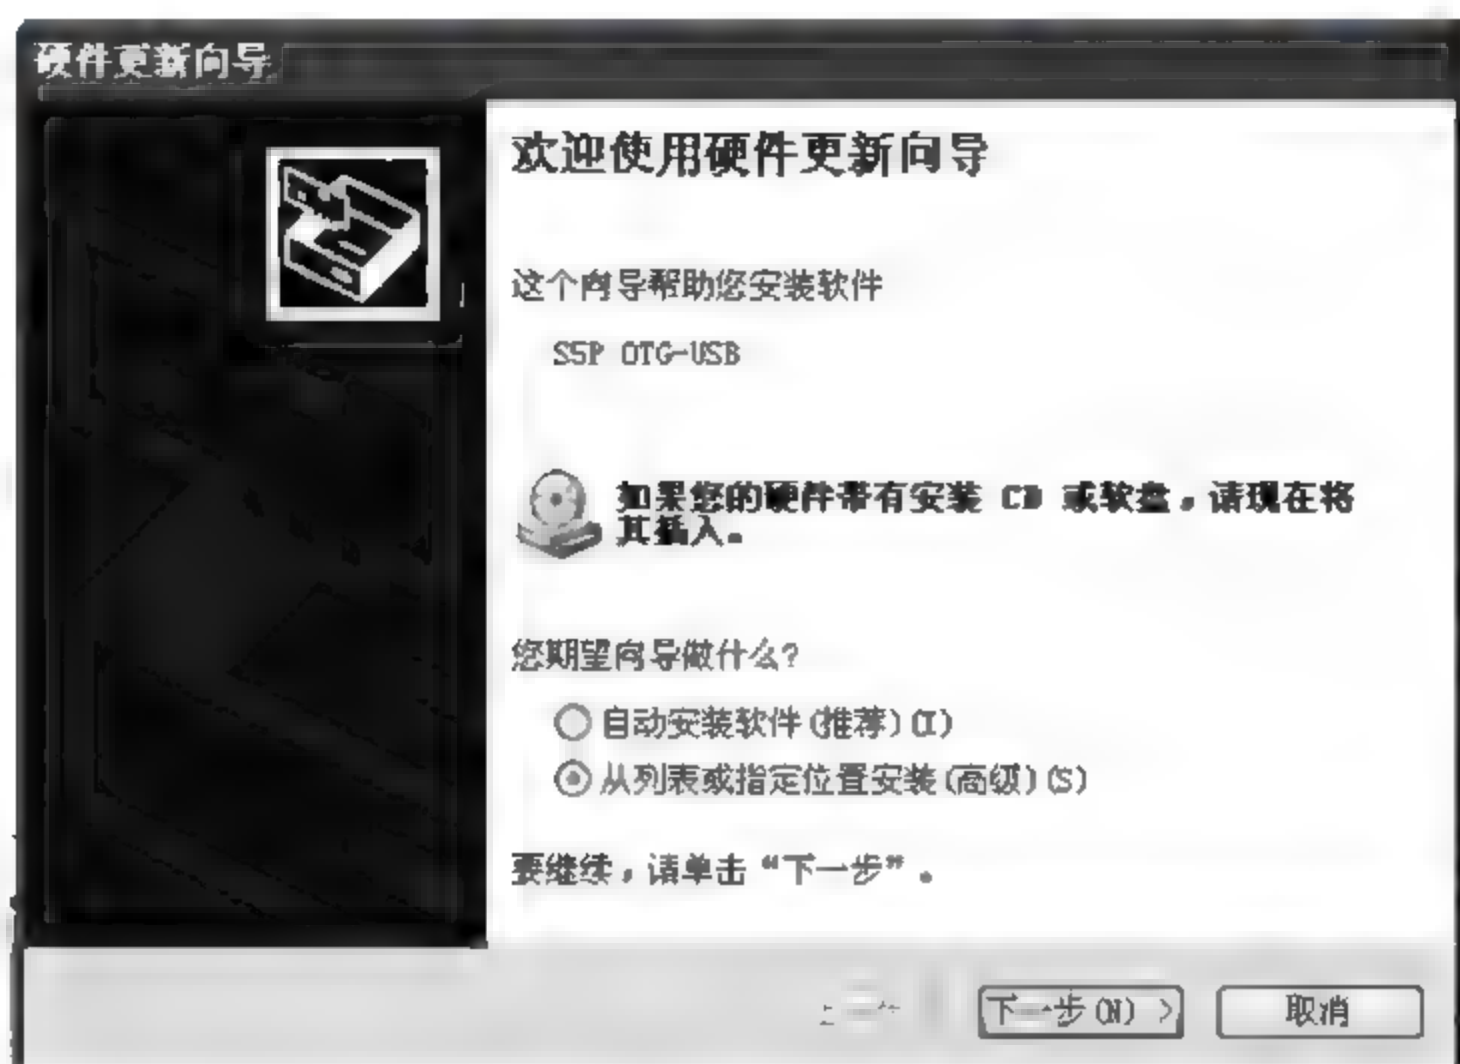 硬件更新向导
欢迎使用硬件更新向导
这个向导帮助您安装软件
S5P OTG-USB
如果您的硬件带有安装 CD 或软盘，请现在将
其插入。
您期望向导做什么?
自动安装软件(推荐)(I)
从列表或指定位置安装(高级)(S)
要继续，请单击“下一步”。
下一步(N) >
取消